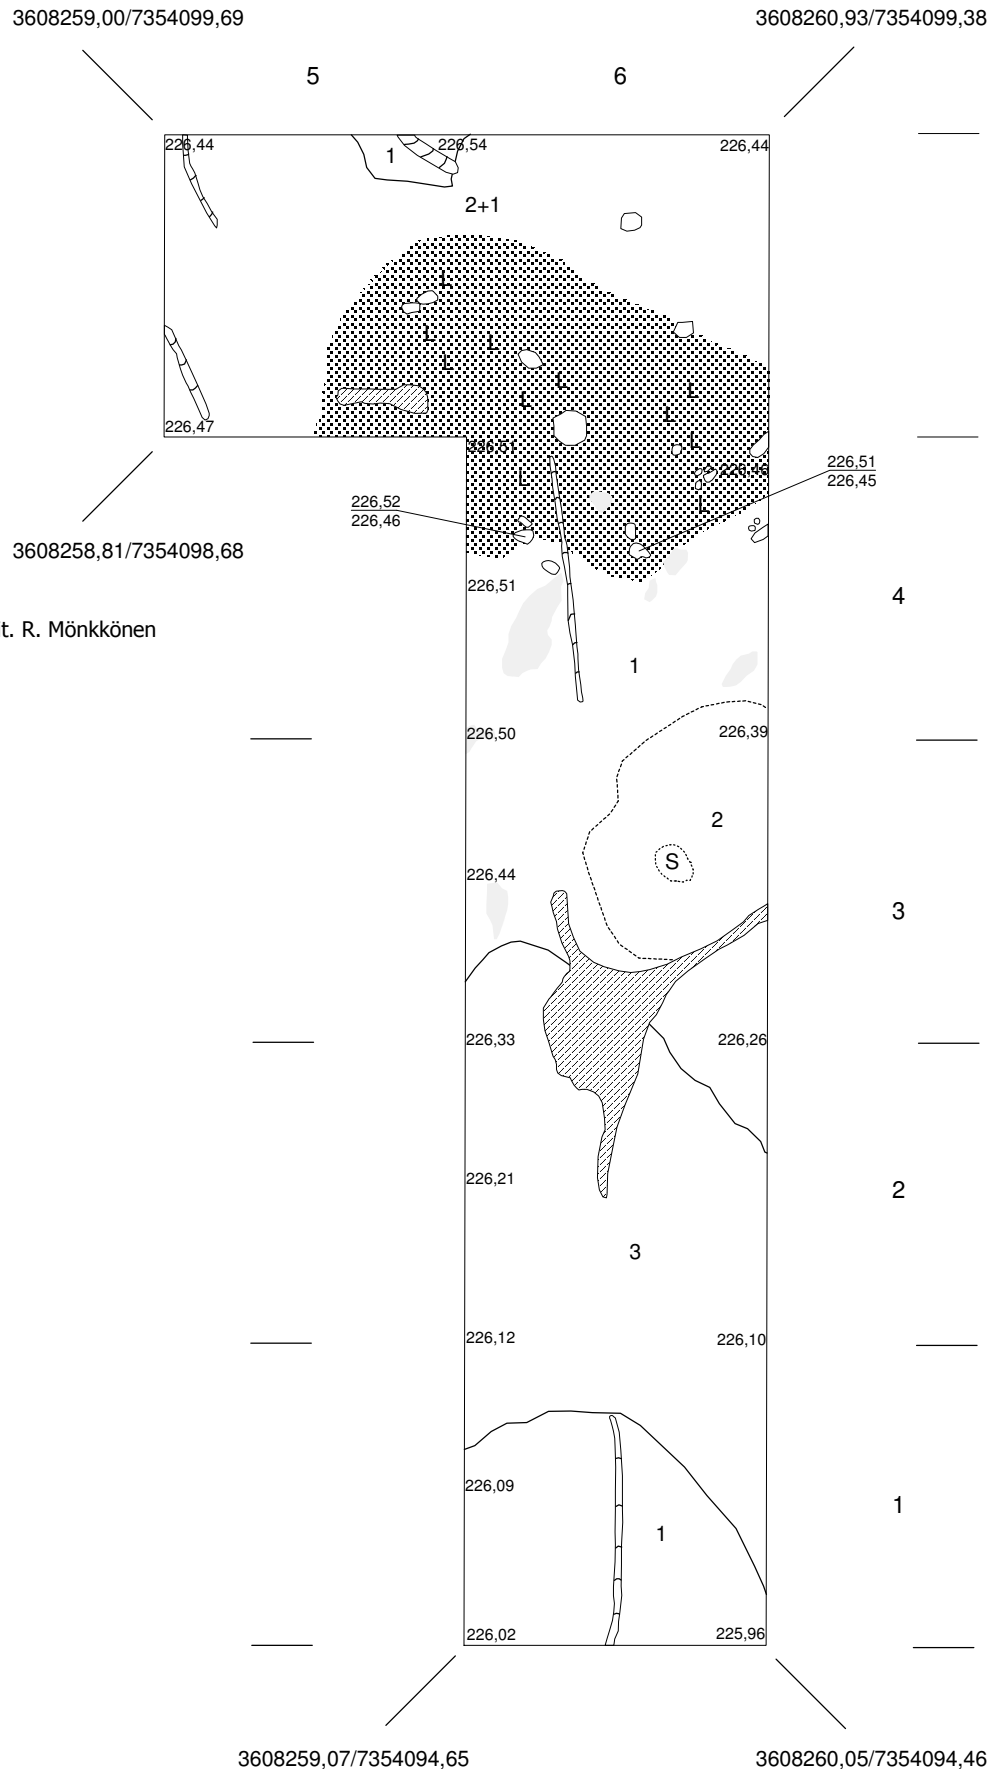 3608259,00/7354099,69
3608260,93/7354099,38
5
6
226,44
1
226,54
226,44
2+1
L
L
L
L
L
L
L
L
L
226,47
226,51
L
226,46
226,51
226,45
L
L
226,52
226,46
3608258,81/7354098,68
226,51
4
t. R. Mönkkönen
1
226,50
226,39
2
S
226,44
3
226,33
226,26
226,21
2
3
226,12
226,10
226,09
1
1
226,02
225,96
3608259,07/7354094,65
3608260,05/7354094,46